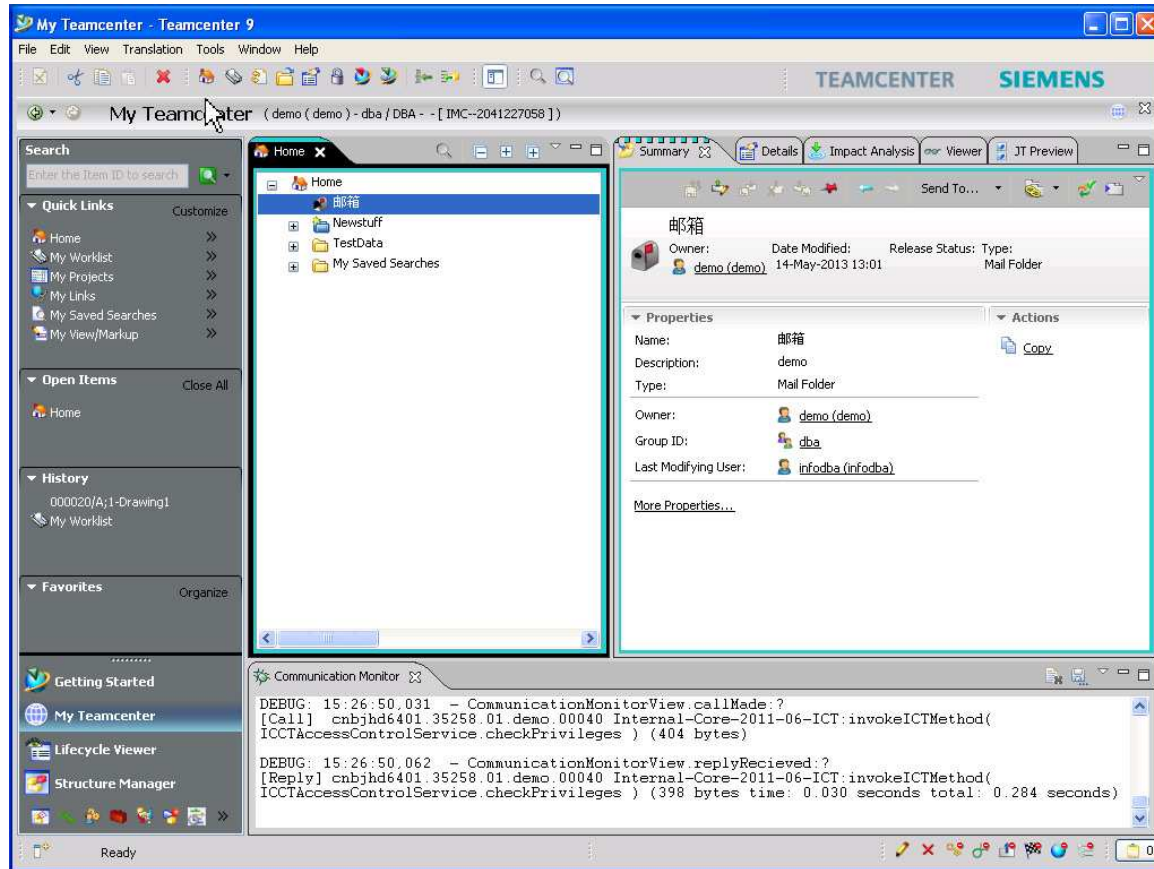 My Teamcenter - Teamcenter 9
File Edit View Translation Tools Window Help
TEAMCENTER SIEMENS
My Teamcenter ( demo ( demo ) - dba / DBA - - [ IMC--2041227058 ] )
Search
Enter the Item ID to search
Quick Links Customize
Home
My Worklist
My Projects
My Links
My Saved Searches
My View/Markup
Open Items Close All
Home
History
000020/A;1-Drawing1
My Worklist
Favorites Organize
Getting Started
My Teamcenter
Lifecycle Viewer
Structure Manager
Home
Home
邮箱
Newstuff
TestData
My Saved Searches
Summary Details Impact Analysis Viewer JT Preview
Send To...
邮箱
Owner: Date Modified: Release Status: Type:
demo (demo) 14-May-2013 13:01 Mail Folder
Properties
Name: 邮箱
Description: demo
Type: Mail Folder
Owner: demo (demo)
Group ID: dba
Last Modifying User: infodba (infodba)
More Properties...
Actions
Copy
Communication Monitor
DEBUG: 15:26:50,031 - CommunicationMonitorView.callMade:?
[Call] cnbjhd6401.35258.01.demo.00040 Internal-Core-2011-06-ICT:invokeICTMethod(
ICCTAccessControlService.checkPrivileges ) (404 bytes)
DEBUG: 15:26:50,062 - CommunicationMonitorView.replyRecieved:?
[Reply] cnbjhd6401.35258.01.demo.00040 Internal-Core-2011-06-ICT:invokeICTMethod(
ICCTAccessControlService.checkPrivileges ) (398 bytes time: 0.030 seconds total: 0.284 seconds)
Ready
0